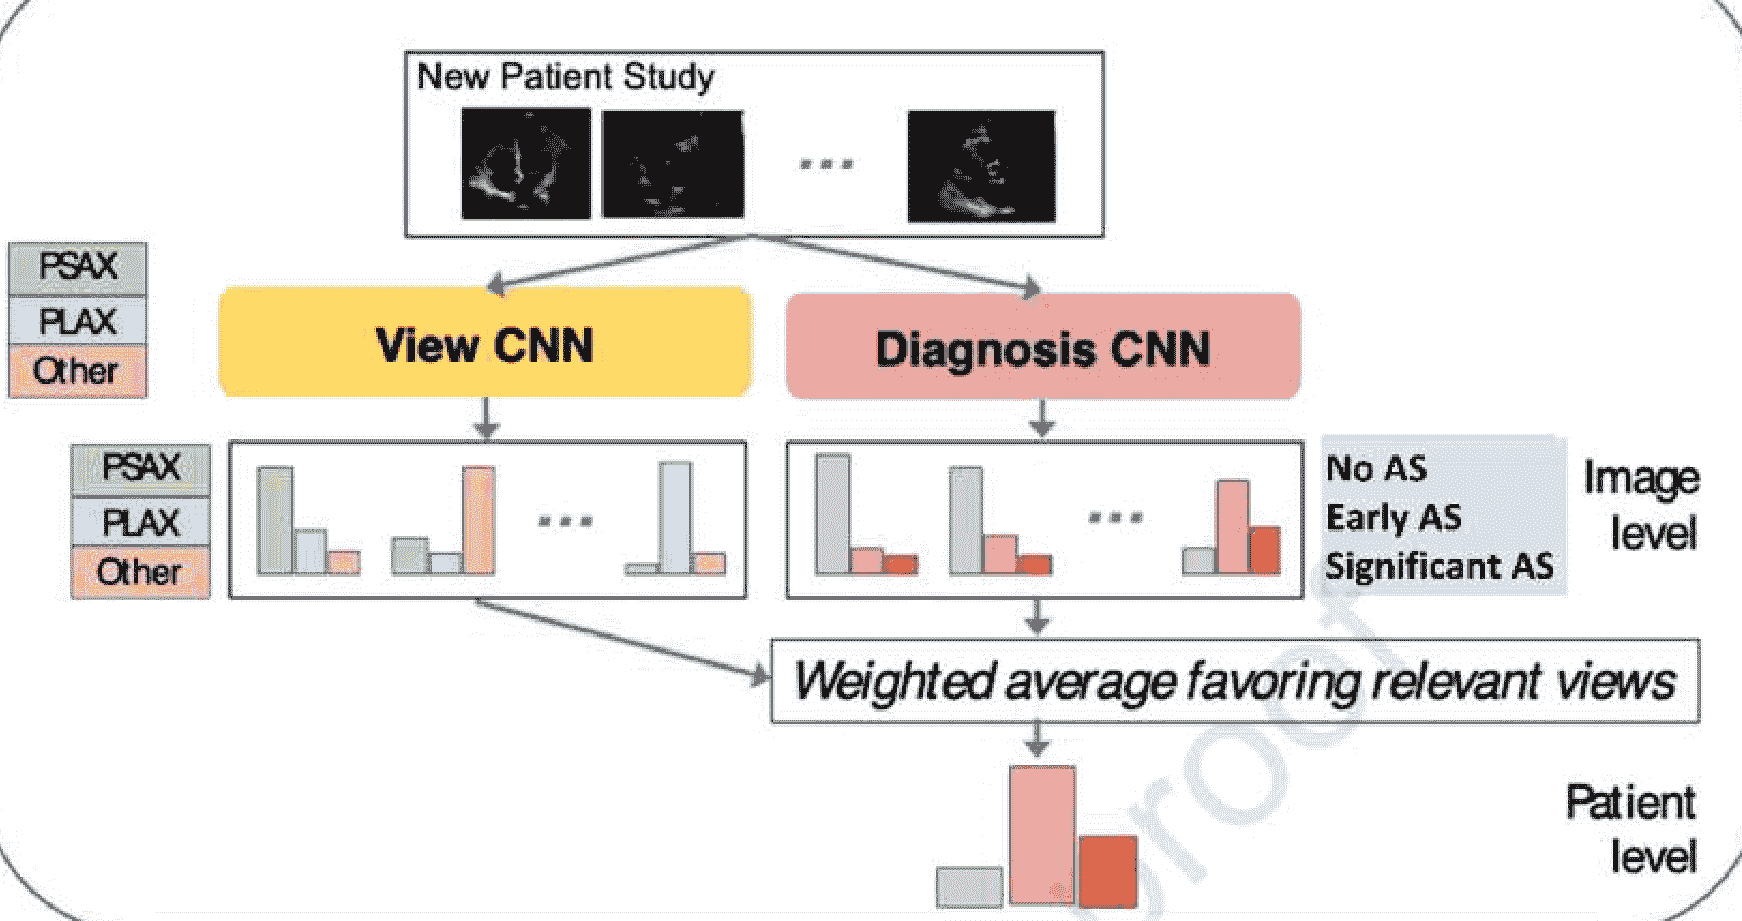 New Patient Study
PSAX
PLAX
Other
View CNN
Diagnosis CNN
PSAX
PLAX
Other
No AS
Early AS
Significant AS
Image
level
Weighted average favoring relevant views
Patient
level
proof